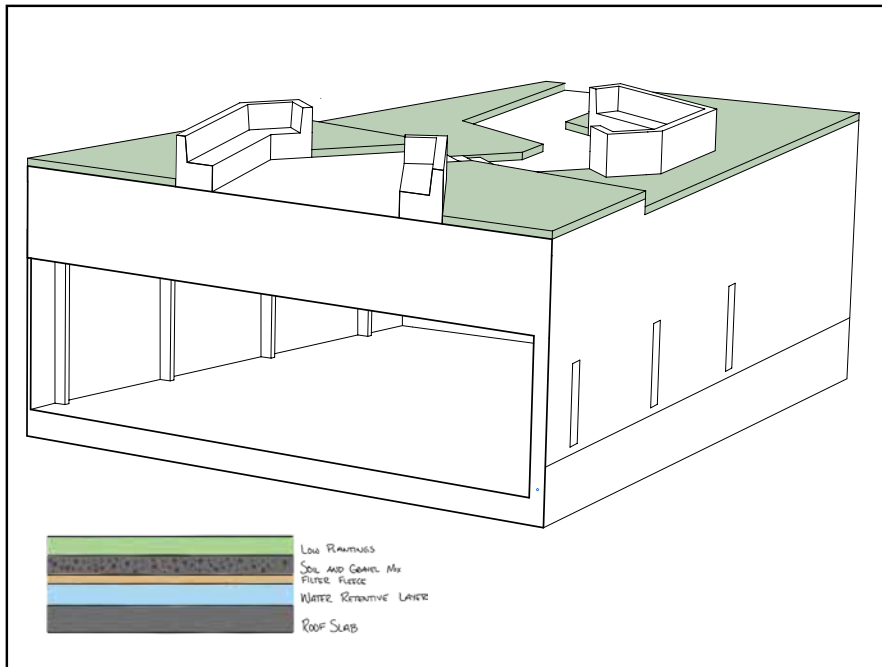 LOW PLANTINGS
SOIL AND GRAVEL MIX
FILTER FLEECE
WATER RETENTIVE LAYER
ROOF SLAB